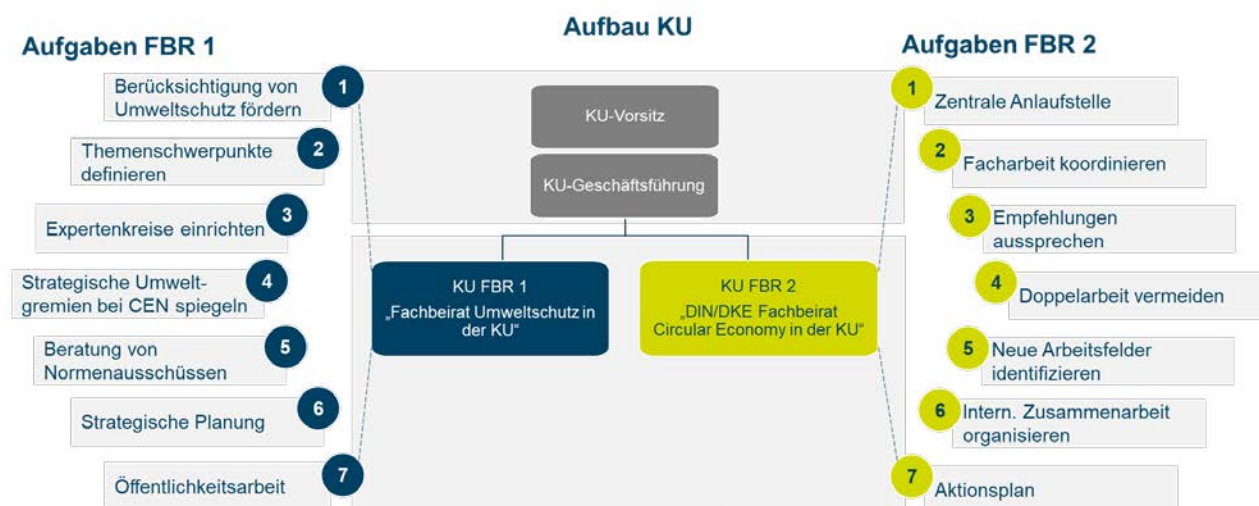 Aufbau KU
Aufgaben FBR 1
Aufgaben FBR 2
1
Berücksichtigung von
Umweltschutz fördern
2
Themenschwerpunkte
definieren
3
Expertenkreise einrichten
4
Strategische Umwelt-
gremien bei CEN spiegeln
5
Beratung von
Normenausschüssen
6
Strategische Planung
7
Öffentlichkeitsarbeit
KU-Vorsitz
KU-Geschäftsführung
KU FBR 1
„Fachbeirat Umweltschutz in
der KU“
KU FBR 2
„DIN/DKE Fachbeirat
Circular Economy in der KU“
1
Zentrale Anlaufstelle
2
Facharbeit koordinieren
3
Empfehlungen
aussprechen
4
Doppelarbeit vermeiden
5
Neue Arbeitsfelder
identifizieren
6
Intern. Zusammenarbeit
organisieren
7
Aktionsplan